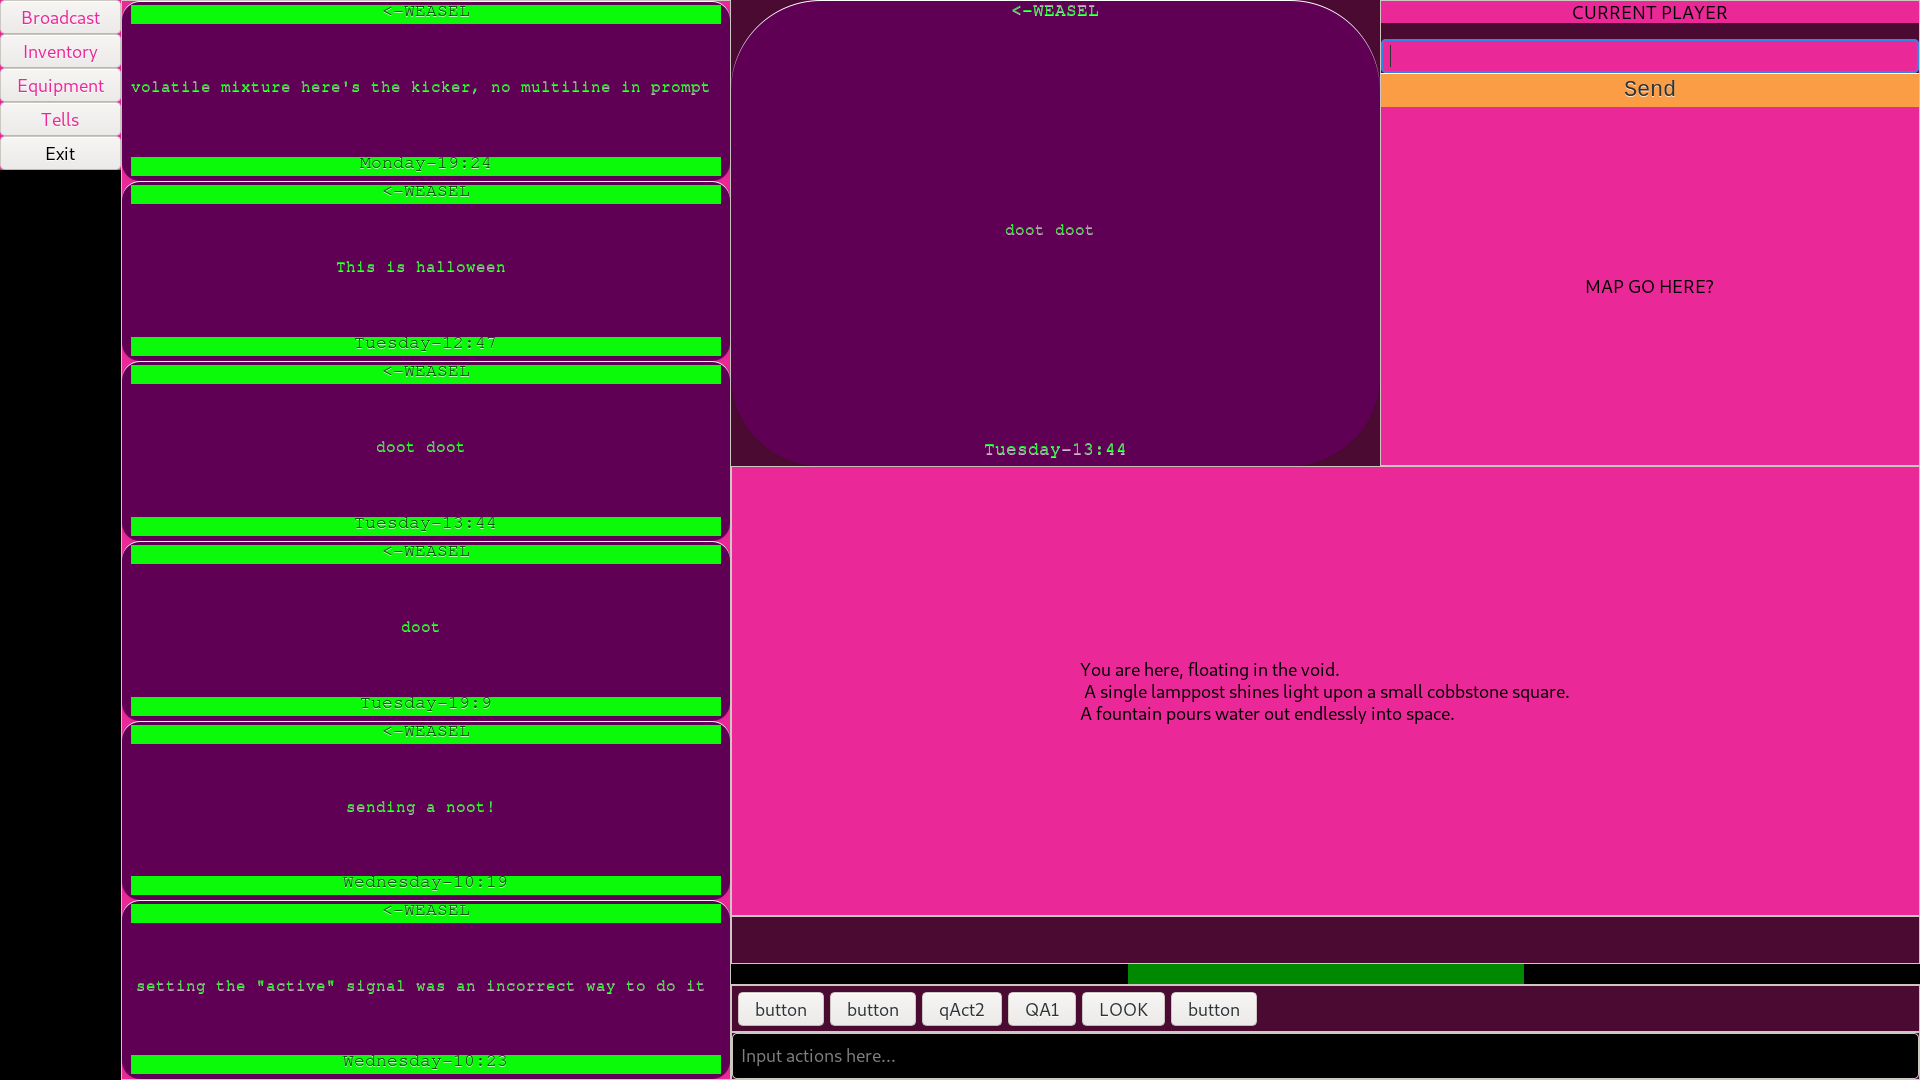 Broadcast
Inventory
Equipment
Tells
Exit
<-WEASEL
volatile mixture here's the kicker, no multiline in prompt
Monday-19:24
<-WEASEL
This is halloween
Tuesday-12:47
<-WEASEL
doot doot
Tuesday-13:44
<-WEASEL
doot
Tuesday-19:9
<-WEASEL
sending a noot!
Wednesday-10:19
<-WEASEL
setting the "active" signal was an incorrect way to do it
Wednesday-10:23
<-WEASEL
doot doot
Tuesday-13:44
CURRENT PLAYER
Send
MAP GO HERE?
You are here, floating in the void.
A single lamppost shines light upon a small cobbstone square.
A fountain pours water out endlessly into space.
button button qAct2 QA1 LOOK button
Input actions here...